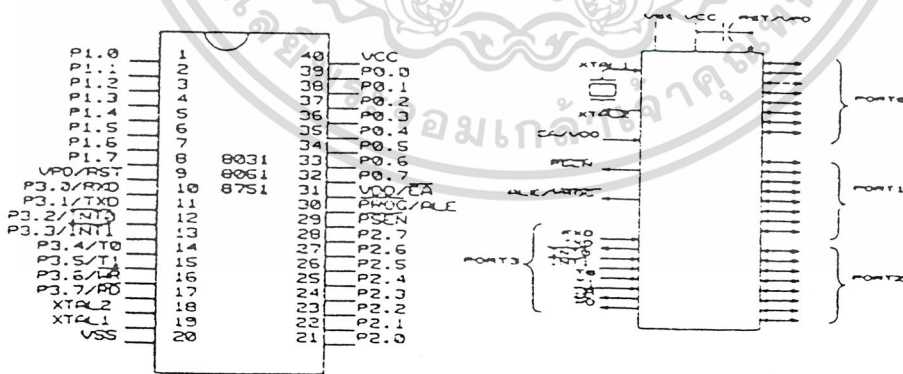 P1.0 1 40 VCC
P1.1 2 39 P0.0
P1.2 3 38 P0.1
P1.3 4 37 P0.2
P1.4 5 36 P0.3
P1.5 6 35 P0.4
P1.6 7 34 P0.5
P1.7 8 8031 33 P0.6
VPD/RST 9 8061 32 P0.7
P3.0/RXD 10 8751 31 VDD/EA
P3.1/TXD 11 30 PROG/ALE
P3.2/INT0 12 29 PSEN
P3.3/INT1 13 28 P2.7
P3.4/T0 14 27 P2.6
P3.5/T1 15 26 P2.5
P3.6/WR 16 25 P2.4
P3.7/RD 17 24 P2.3
XTAL2 18 23 P2.2
XTAL1 19 22 P2.1
VSS 20 21 P2.0
VCC RST/VPD
XTAL1
XTAL2
EA/VDD
PORT0
PORT1
PORT2
PORT3